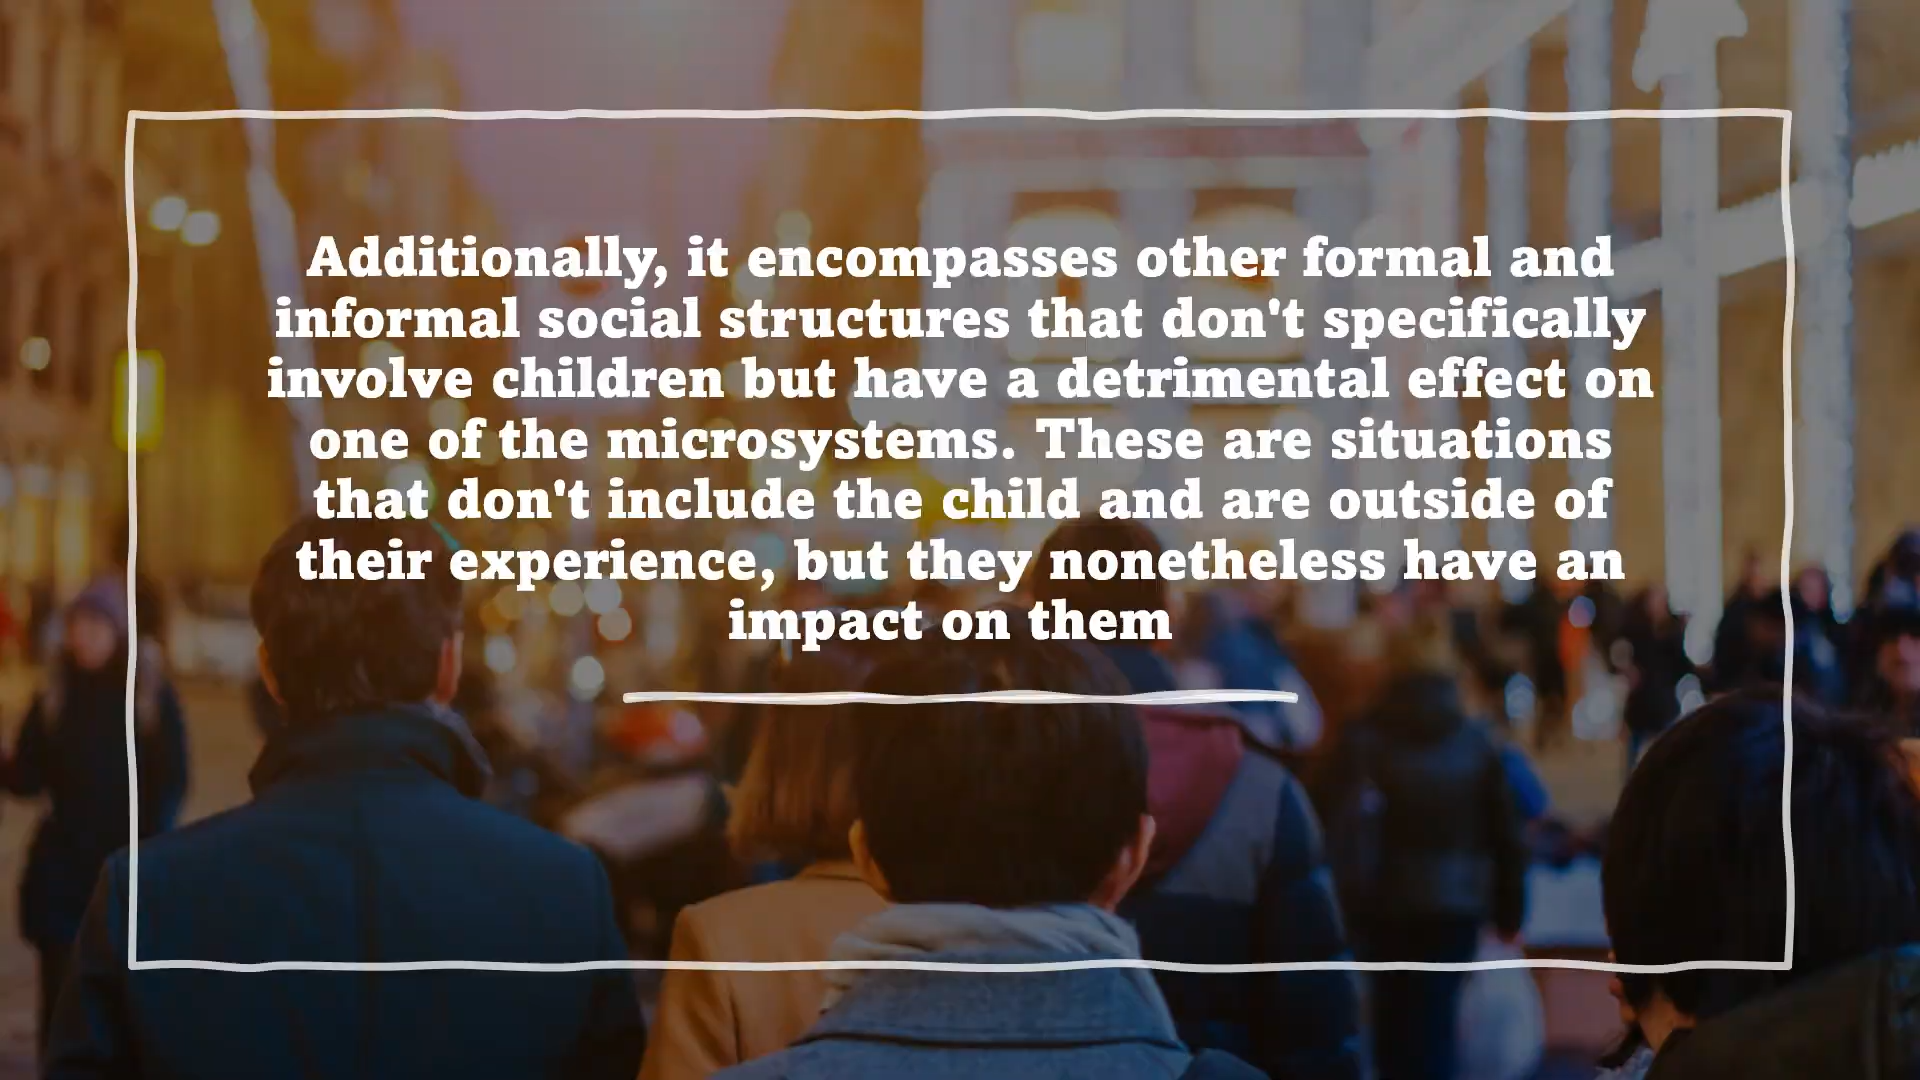 Additionally, it encompasses other formal and
informal social structures that don't specifically
involve children but have a detrimental effect on
one of the microsystems. These are situations
that don't include the child and are outside of
their experience, but they nonetheless have an
impact on them